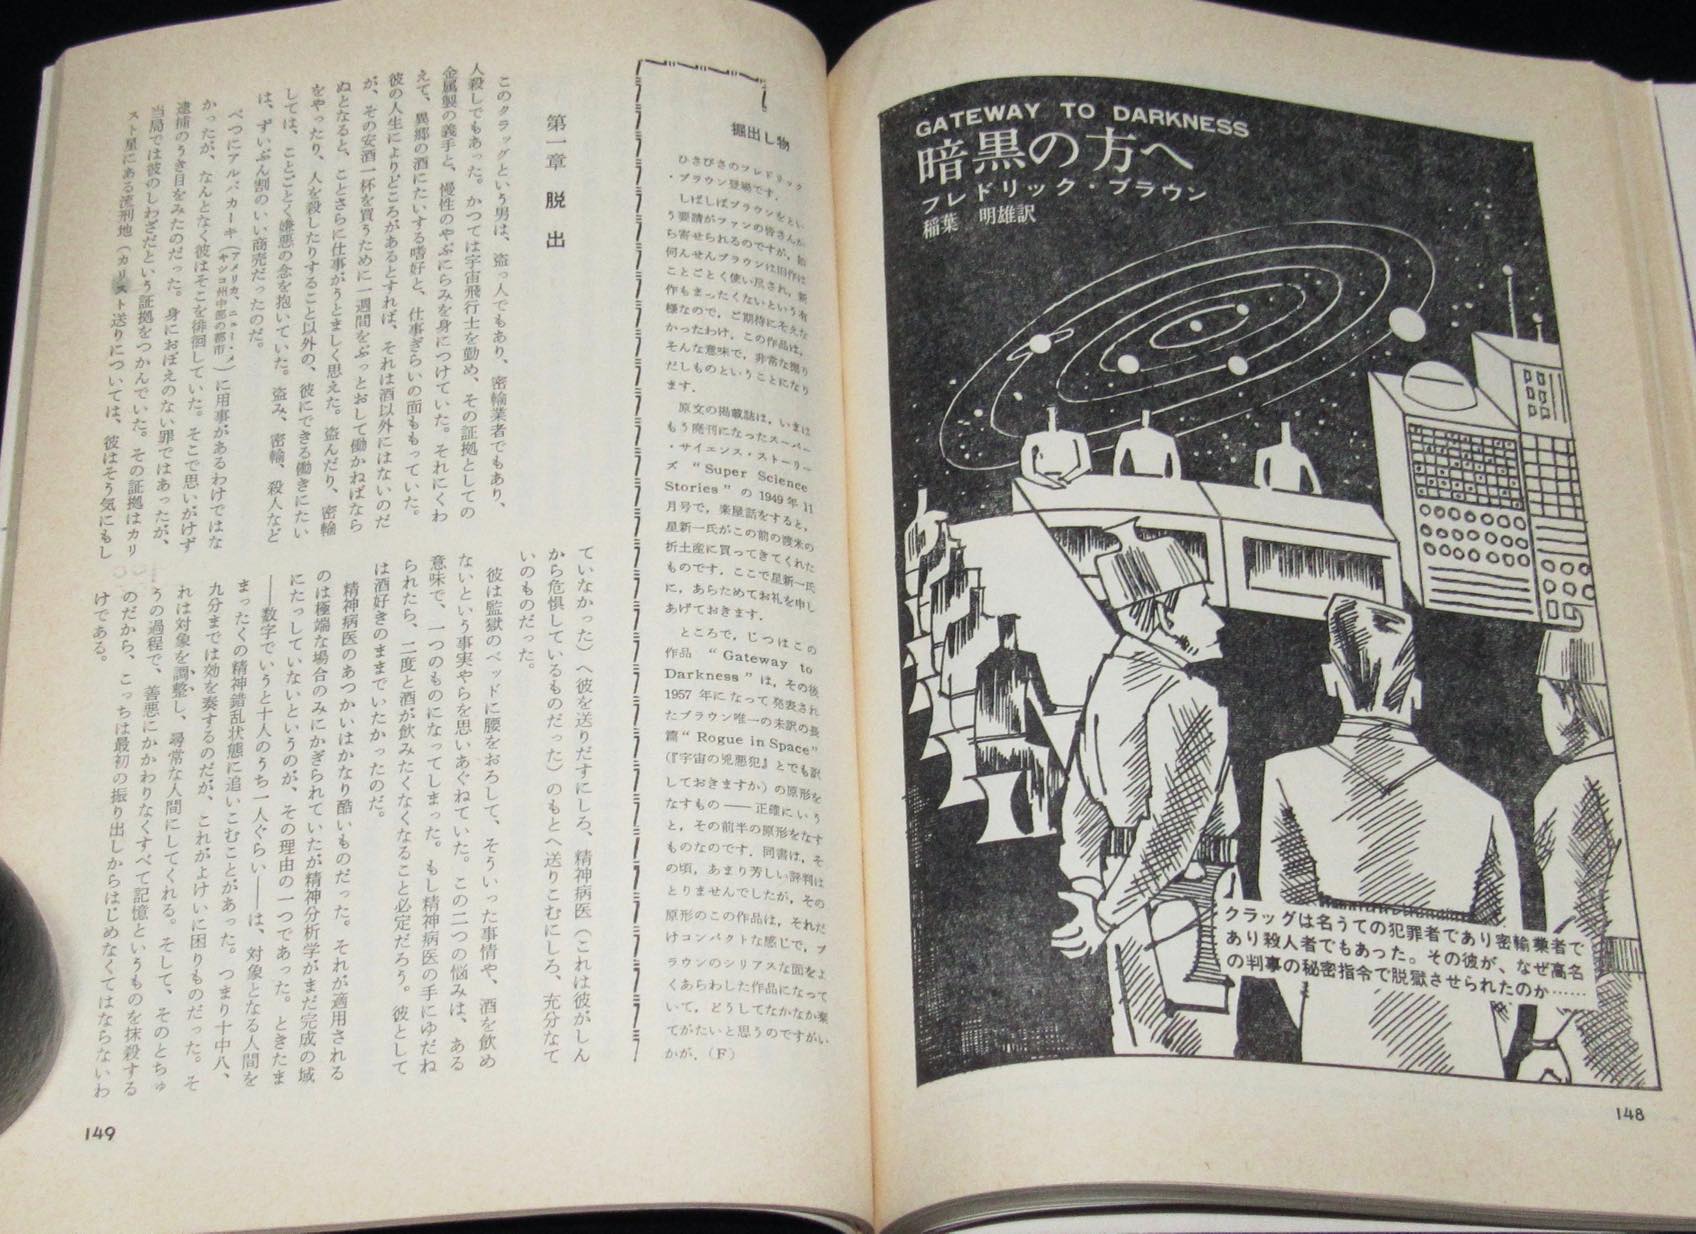 GATEWAY TO DARKNESS
暗黒の方へ
フレドリック・ブラウン
稲葉 明雄訳
クラッグは名うての犯罪者であり密輸業者で
あり殺人者でもあった。その彼が、なぜ高名
の判事の秘密指令で脱獄させられたのか……
148
掘出し物
ひさびさのフレドリック
・ブラウン登場です。
しばしばブラウンをとい
う要請がファンの皆さんか
ら寄せられるのですが，如
何んせんブラウンは旧作は
ことごとく使い尽され，新
作もまったくないという有
様なので，ご期待にそえな
かったわけ。この作品は，
そんな意味で，非常な掘り
だしものということになり
ます．
原文の掲載誌は，いまは
もう廃刊になったスーパー
・サイエンス・ストーリー
ズ “Super Science
Stories” の 1949 年 11
月号で，楽屋話をすると，
星新一氏がこの前の渡米の
折土産に買ってきてくれた
ものです．ここで星新一氏
に，あらためてお礼を申し
あげておきます．
ところで，じつはこの
作品 “Gateway to
Darkness” は，その後
1957 年になって発表され
たブラウン唯一の未訳の長
篇 “Rogue in Space”
（『宇宙の兇悪犯』とでも訳
しておきますか）の原形を
なすもの――正確にいう
と，その前半の原形をなす
ものなのです．同書は，そ
の頃，あまり芳しい評判は
とりませんでしたが，その
原形のこの作品は，それだ
けコンパクトな感じで，ブ
ラウンのシリアスな面をよ
くあらわした作品になって
いて，どうしてなかなか棄
てがたいと思うのですがい
かが．（F）
第一章 脱出
このクラッグという男は、盗っ人でもあり、密輸業者でもあり、
人殺しでもあった。かつては宇宙飛行士を勤め、その証拠としての
金属製の義手と、慢性のやぶにらみを身につけていた。それにくわ
えて、異郷の酒にたいする嗜好と、仕事ぎらいの面ももっていた。
彼の人生によりどころがあるとすれば、それは酒以外にはないのだ
が、その安酒一杯を買うために一週間をぶっとおして働かねばなら
ぬとなると、ことさらに仕事がうとましく思えた。盗んだり、密輸
をやったり、人を殺したりすること以外の、彼にできる働きにたい
しては、ことごとく嫌悪の念を抱いていた。盗み、密輸、殺人など
は、ずいぶん割のいい商売だったのだ。
べつにアルバカーキ（アメリカ、ニュー・メキシコ州中部の都市）に用事があるわけではな
かったが、なんとなく彼はそこを徘徊していた。そこで思いがけず
逮捕のうき目をみたのだった。身におぼえのない罪ではあったが、
当局では彼のしわざだという証拠をつかんでいた。その証拠はカリ
スト星にある流刑地（カリスト送りについては、彼はそう気にもし
ていなかった）へ彼を送りだすにしろ、精神病医（これは彼がしん
から危惧しているものだった）のもとへ送りこむにしろ、充分なて
いのものだった。
彼は監獄のベッドに腰をおろして、そういった事情や、酒を飲め
ないという事実やらを思いあぐねていた。この二つの悩みは、ある
意味で、一つのものになってしまった。もし精神病医の手にゆだね
られたら、二度と酒が飲みたくなくなること必定だろう。彼として
は酒好きのままでいたかったのだ。
精神病医のあつかいはかなり酷いものだった。それが適用される
のは極端な場合のみにかぎられていたが精神分析学がまだ完成の域
にたっしていないというのが、その理由の一つであった。ときたま
――数字でいうと十人のうち一人ぐらい――は、対象となる人間を
まったくの精神錯乱状態に追いこむことがあった。つまり十中八、
九分までは効を奏するのだが、これがよけいに困りものだった。そ
れは対象を調整し、尋常な人間にしてくれる。そして、そのとちゅ
うの過程で、善悪にかかわりなくすべて記憶というものを抹殺する
のだから、こっちは最初の振り出しからはじめなくてはならないわ
けである。
149